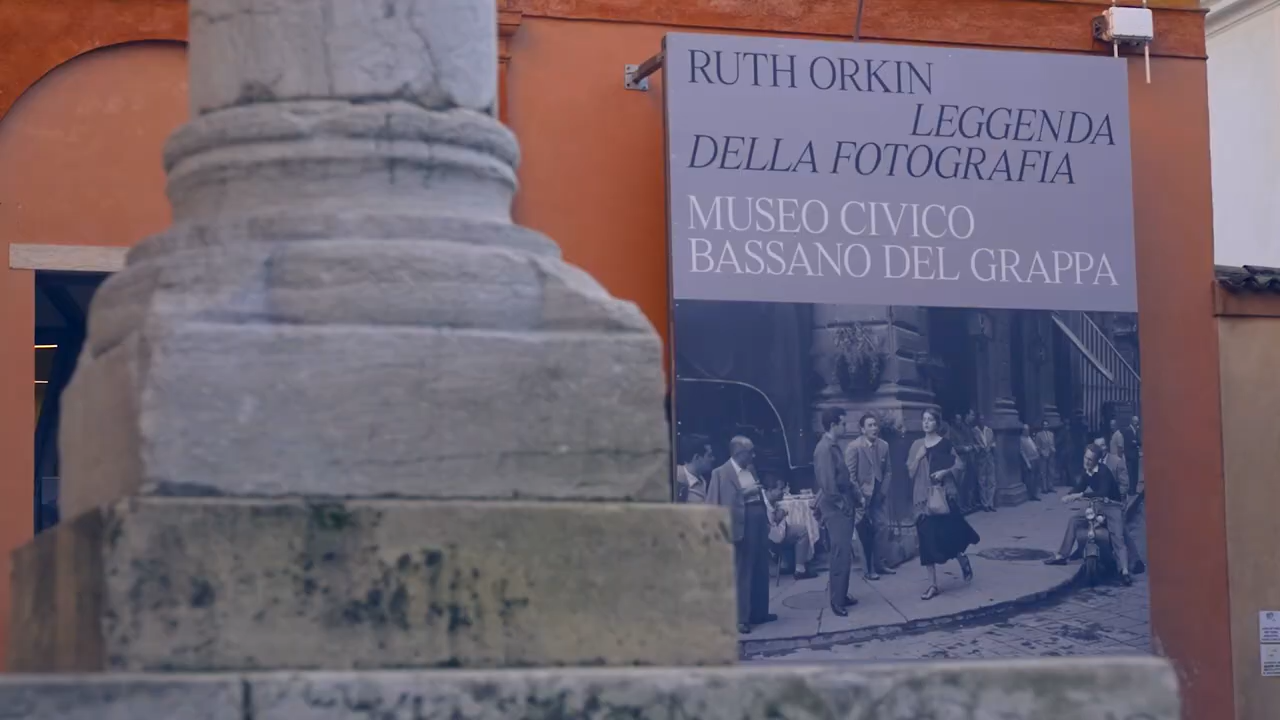 RUTH ORKIN
LEGGENDA
DELLA FOTOGRAFIA
MUSEO CIVICO
BASSANO DEL GRAPPA